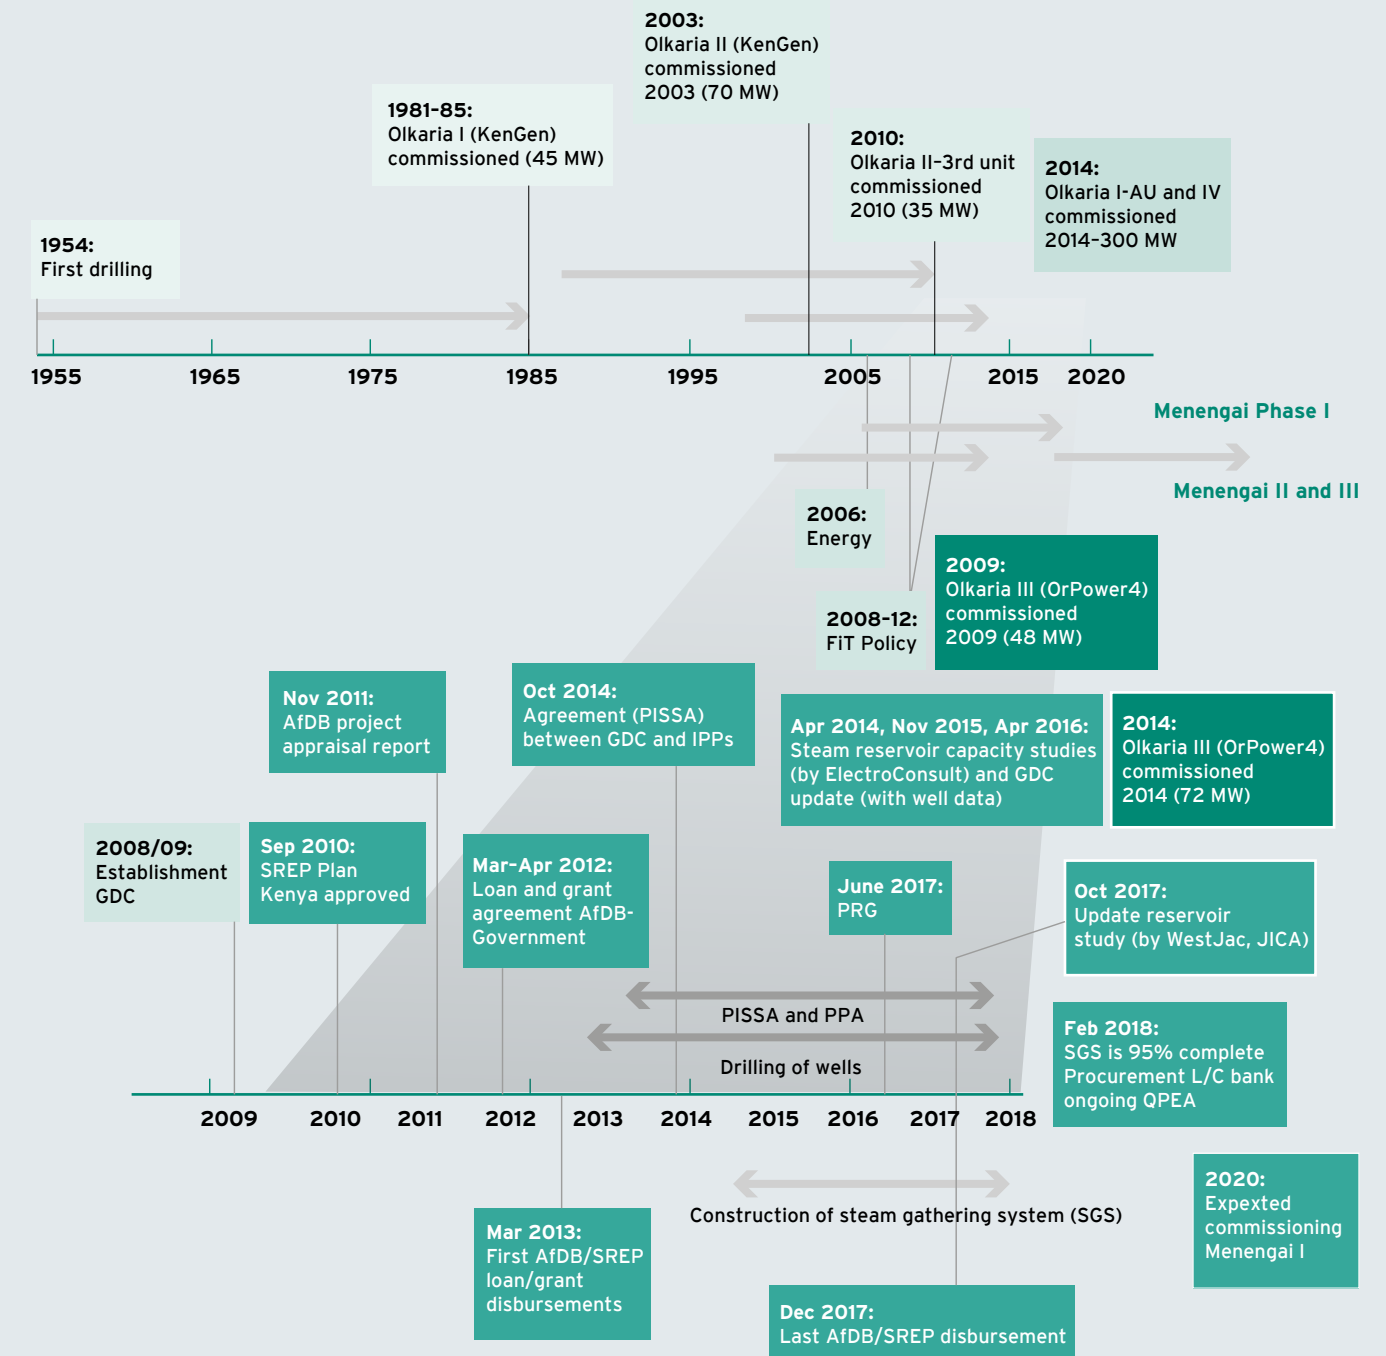 2003:
Olkaria II (KenGen)
commissioned
2003 (70 MW)
1981-85:
Olkaria I (KenGen)
commissioned (45 MW)
2010:
Olkaria II-3rd unit
commissioned
2010 (35 MW)
2014:
Olkaria I-AU and IV
commissioned
2014-300 MW
1954:
First drilling
1955 1965 1975 1985 1995 2005 2015 2020
Menengai Phase I
Menengai II and III
2006:
Energy
2009:
Olkaria III (OrPower4)
commissioned
2009 (48 MW)
2008-12:
FiT Policy
Nov 2011:
AfDB project
appraisal report
Oct 2014:
Agreement (PISSA)
between GDC and IPPs
Apr 2014, Nov 2015, Apr 2016:
Steam reservoir capacity studies
(by ElectroConsult) and GDC
update (with well data)
2014:
Olkaria III (OrPower4)
commissioned
2014 (72 MW)
2008/09:
Establishment
GDC
Sep 2010:
SREP Plan
Kenya approved
Mar-Apr 2012:
Loan and grant
agreement AfDB-
Government
June 2017:
PRG
Oct 2017:
Update reservoir
study (by WestJac, JICA)
PISSA and PPA
Drilling of wells
Feb 2018:
SGS is 95% complete
Procurement L/C bank
ongoing QPEA
2009 2010 2011 2012 2013 2014 2015 2016 2017 2018
Construction of steam gathering system (SGS)
2020:
Expexted
commissioning
Menengai I
Mar 2013:
First AfDB/SREP
loan/grant
disbursements
Dec 2017:
Last AfDB/SREP disbursement